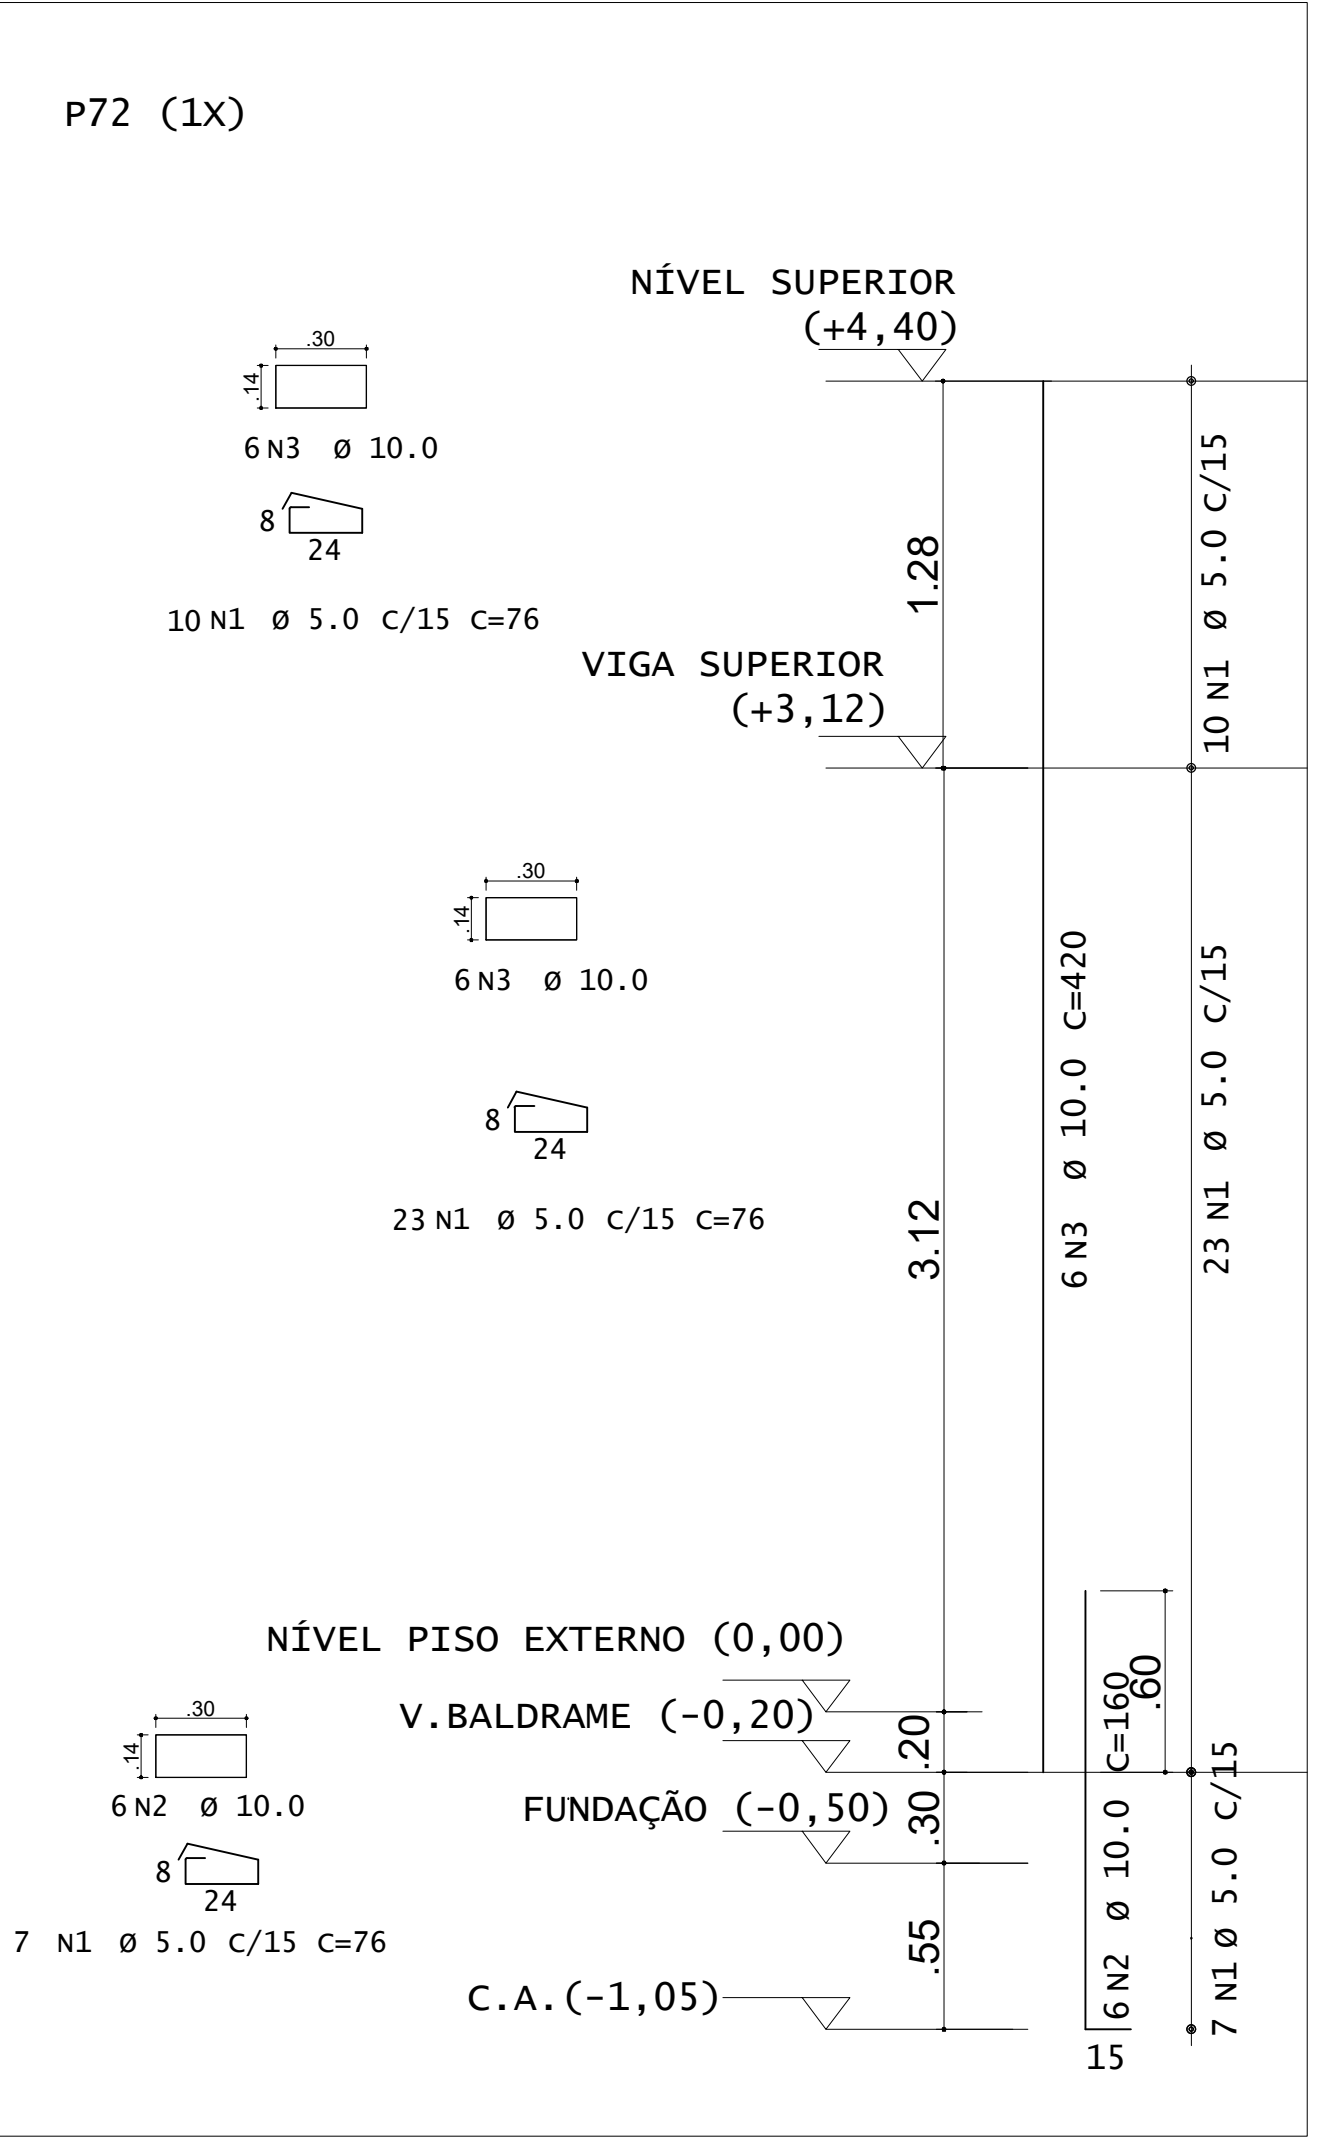 P72 (1X)
NÍVEL SUPERIOR
(+4,40)
.30
.14
6 N3 Ø 10.0
8
24
10 N1 Ø 5.0 C/15 C=76
1.28
10 N1 Ø 5.0 C/15
VIGA SUPERIOR
(+3,12)
.30
.14
6 N3 Ø 10.0
8
24
23 N1 Ø 5.0 C/15 C=76
3.12
6 N3 Ø 10.0 C=420
23 N1 Ø 5.0 C/15
NÍVEL PISO EXTERNO (0,00)
V.BALDRAME (-0,20)
.20
.60
.30
.14
6 N2 Ø 10.0
8
24
7 N1 Ø 5.0 C/15 C=76
FUNDAÇÃO (-0,50)
.30
.55
C.A.(-1,05)
6 N2 Ø 10.0 C=160
15
7 N1 Ø 5.0 C/15